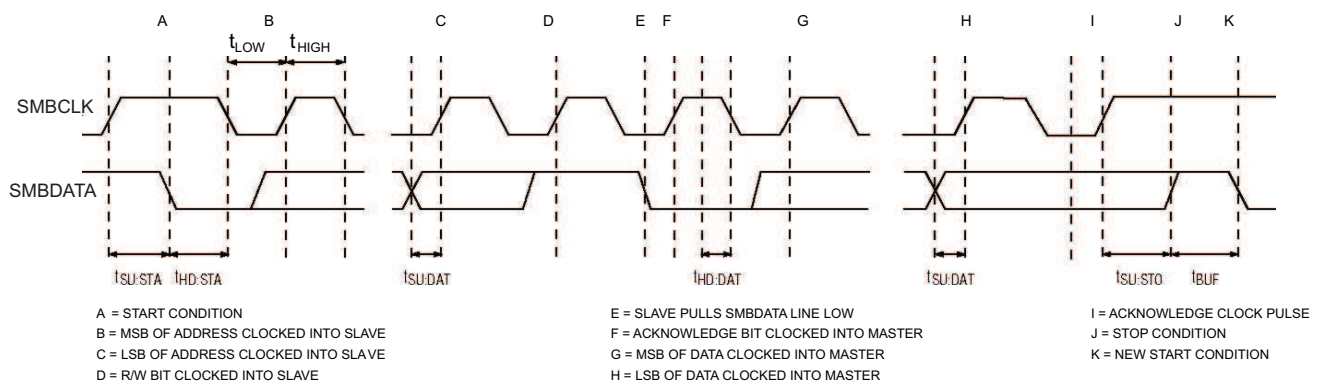 A B C D E F G H I J K
tLOW tHIGH
SMBCLK
SMBDATA
tSU:STA tHD:STA tSU:DAT tHD:DAT tSU:DAT tSU:STO tBUF
A = START CONDITION
B = MSB OF ADDRESS CLOCKED INTO SLAVE
C = LSB OF ADDRESS CLOCKED INTO SLAVE
D = R/W BIT CLOCKED INTO SLAVE
E = SLAVE PULLS SMBDATA LINE LOW
F = ACKNOWLEDGE BIT CLOCKED INTO MASTER
G = MSB OF DATA CLOCKED INTO MASTER
H = LSB OF DATA CLOCKED INTO MASTER
I = ACKNOWLEDGE CLOCK PULSE
J = STOP CONDITION
K = NEW START CONDITION